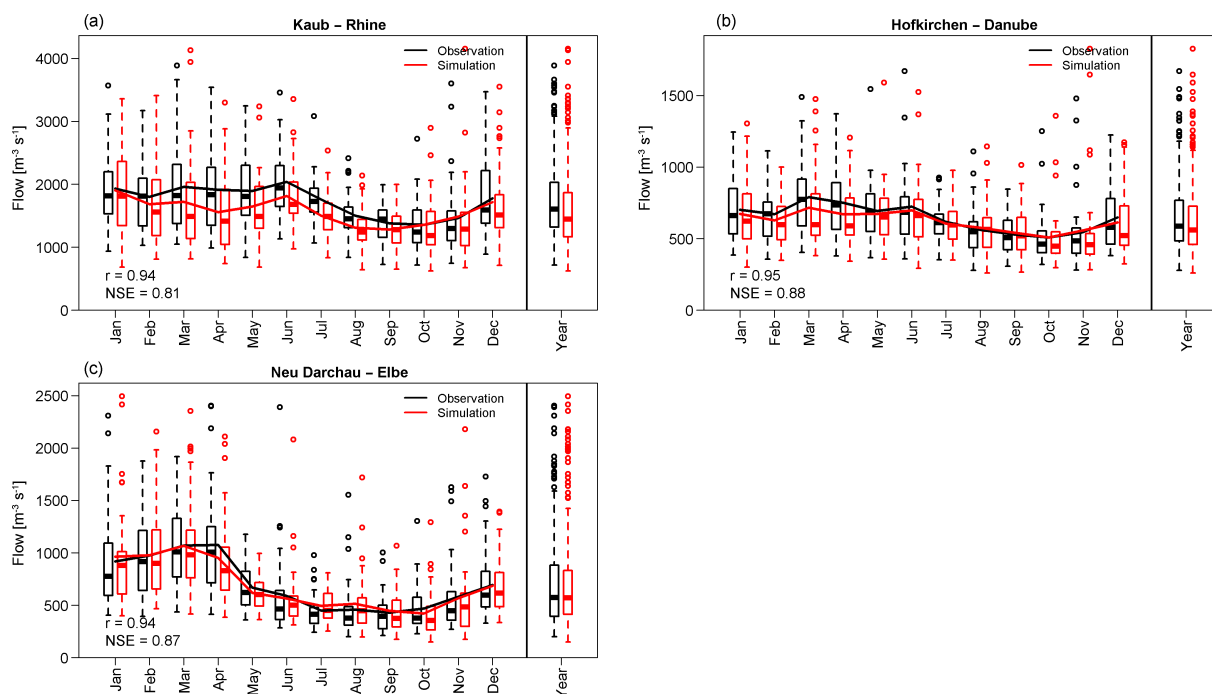 (a)
Kaub – Rhine
Observation
Simulation
Flow [m⁻³ s⁻¹]
4000
3000
2000
1000
0
r = 0.94
NSE = 0.81
Jan Feb Mar Apr May Jun Jul Aug Sep Oct Nov Dec Year
(b)
Hofkirchen – Danube
Observation
Simulation
Flow [m⁻³ s⁻¹]
1500
1000
500
0
r = 0.95
NSE = 0.88
Jan Feb Mar Apr May Jun Jul Aug Sep Oct Nov Dec Year
(c)
Neu Darchau – Elbe
Observation
Simulation
Flow [m⁻³ s⁻¹]
2500
2000
1500
1000
500
0
r = 0.94
NSE = 0.87
Jan Feb Mar Apr May Jun Jul Aug Sep Oct Nov Dec Year